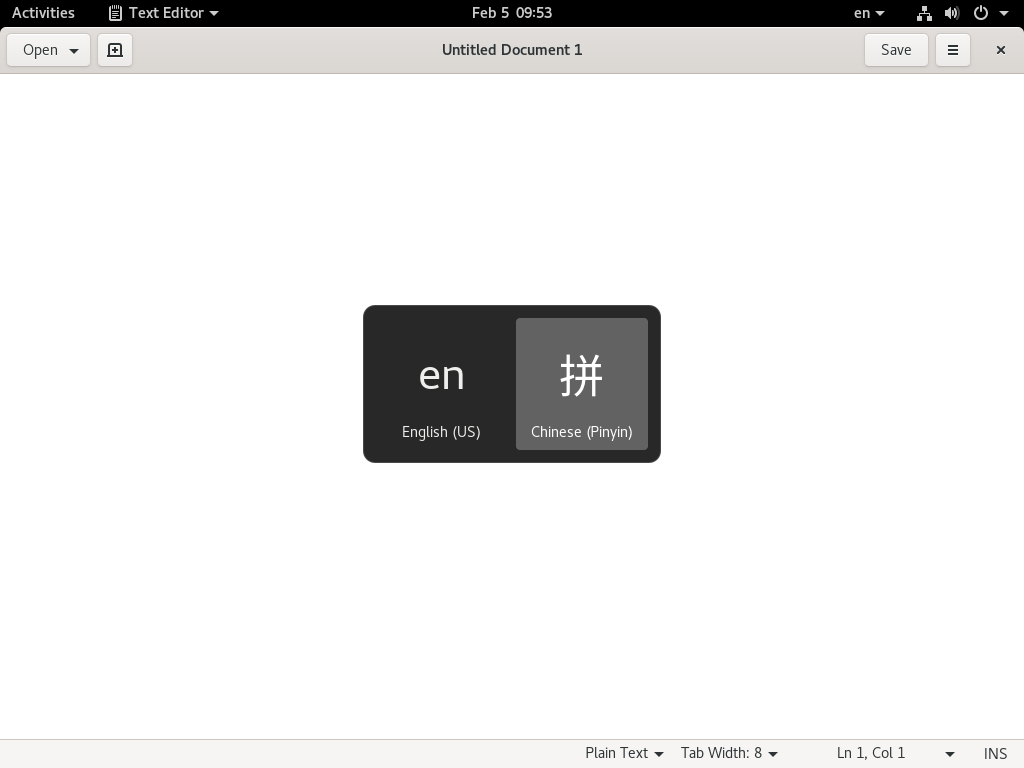 Activities Text Editor Feb 5 09:53 en
Open Untitled Document 1 Save
en 拼
English (US) Chinese (Pinyin)
Plain Text Tab Width: 8 Ln 1, Col 1 INS